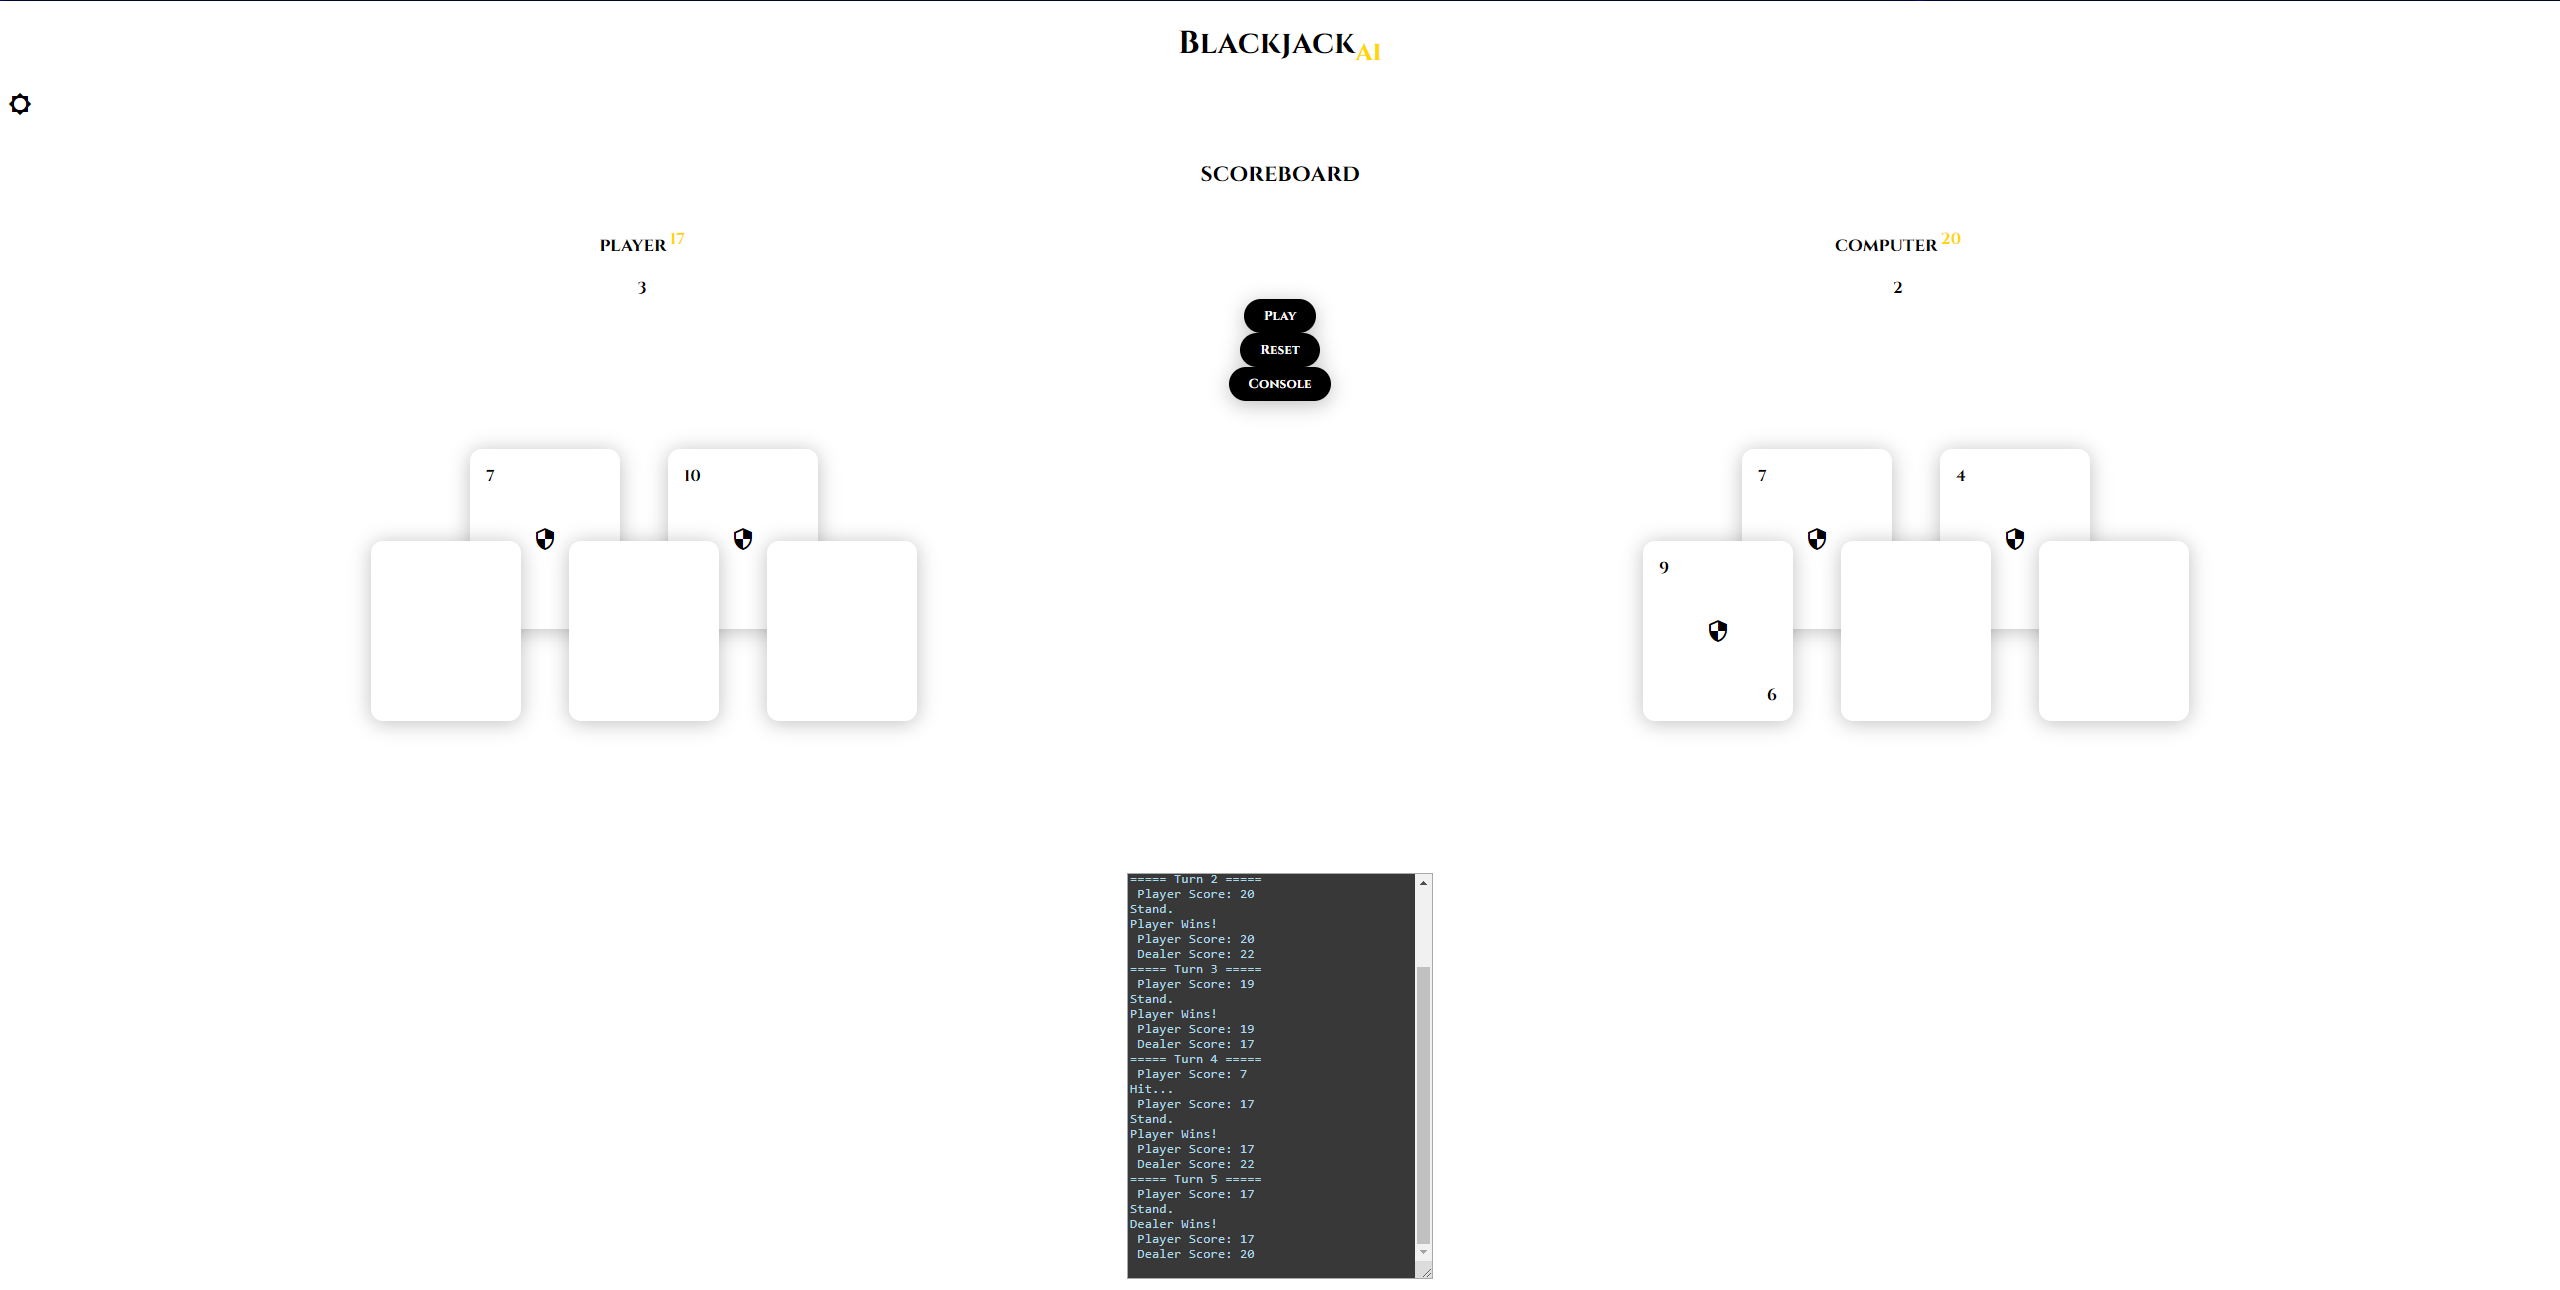 Blackjack AI
SCOREBOARD
PLAYER 17
COMPUTER 20
3
2
Play
Reset
Console
7
10
7
4
9
9
===== Turn 2 =====
Player Score: 20
Stand.
Player Wins!
Player Score: 20
Dealer Score: 22
===== Turn 3 =====
Player Score: 19
Stand.
Player Wins!
Player Score: 19
Dealer Score: 17
===== Turn 4 =====
Player Score: 7
Hit...
Player Score: 17
Stand.
Player Wins!
Player Score: 17
Dealer Score: 22
===== Turn 5 =====
Player Score: 17
Stand.
Dealer Wins!
Player Score: 17
Dealer Score: 20